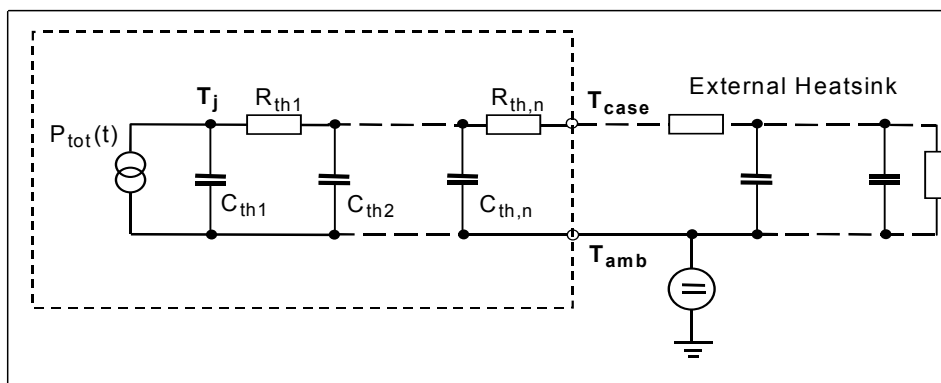 External Heatsink
T_j
R_th1
R_th,n
T_case
P_tot(t)
C_th1
C_th2
C_th,n
T_amb